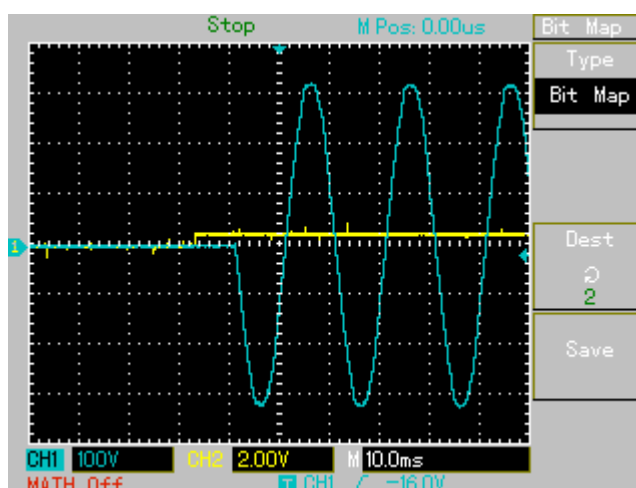 Stop M Pos: 0.00us Bit Map
Type
Bit Map
1
Dest
2
Save
CH1 100V CH2 2.00V M 10.0ms
MATH Off T CH1 / -16.0V